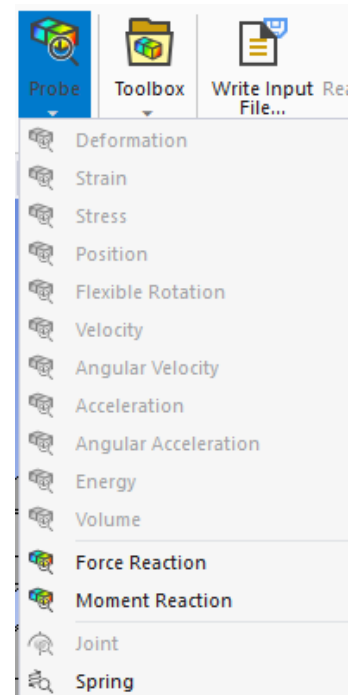 Probe
Toolbox
Write Input
File...
Deformation
Strain
Stress
Position
Flexible Rotation
Velocity
Angular Velocity
Acceleration
Angular Acceleration
Energy
Volume
Force Reaction
Moment Reaction
Joint
Spring